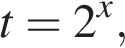 t = 2^x,